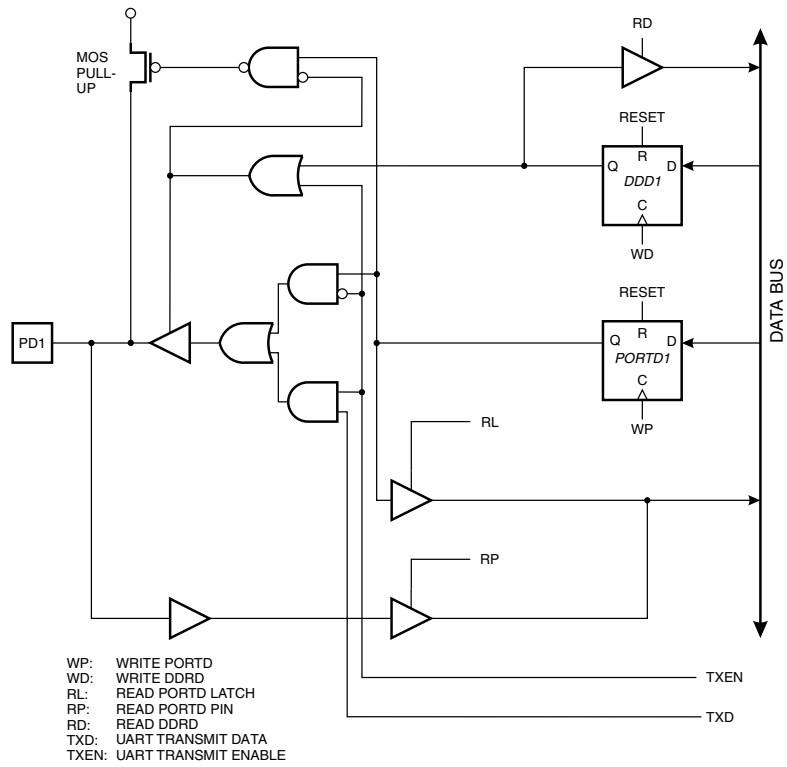 RD
MOS
PULL-
UP
RESET
R
Q
D
DDD1
C
WD
DATA BUS
RESET
R
Q
D
PORTD1
C
WP
PD1
RL
RP
WP: WRITE PORTD
WD: WRITE DDRD
RL: READ PORTD LATCH
RP: READ PORTD PIN
RD: READ DDRD
TXD: UART TRANSMIT DATA
TXEN: UART TRANSMIT ENABLE
TXEN
TXD